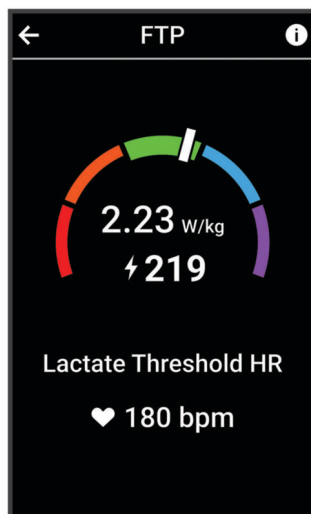 FTP
2.23 W/kg
219
Lactate Threshold HR
180 bpm